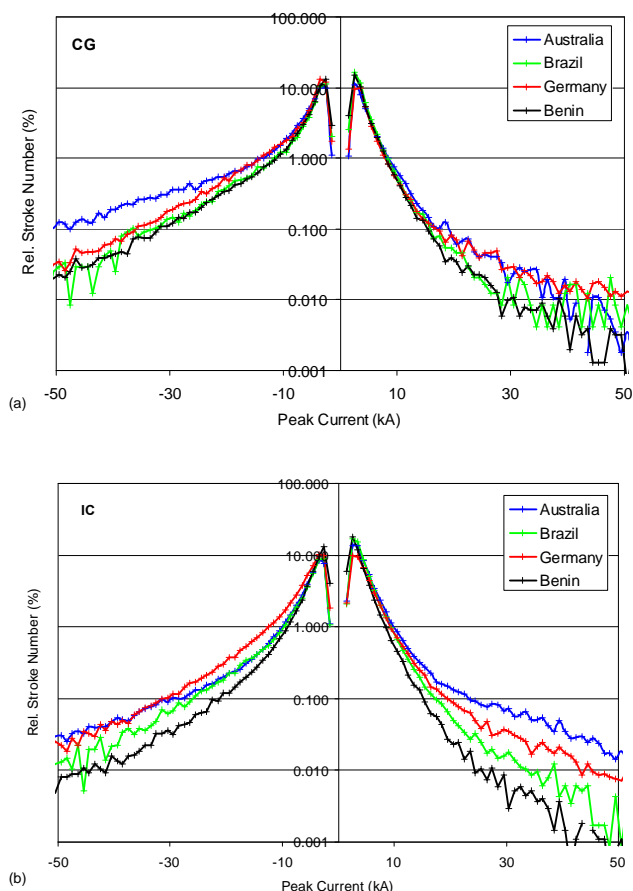 (a)
CG
100.000
10.000
1.000
0.100
0.010
0.001
Rel. Stroke Number (%)
Australia
Brazil
Germany
Benin
-50 -30 -10 10 30 50
Peak Current (kA)
IC
100.000
10.000
1.000
0.100
0.010
0.001
Rel. Stroke Number (%)
Australia
Brazil
Germany
Benin
-50 -30 -10 10 30 50
(b)
Peak Current (kA)